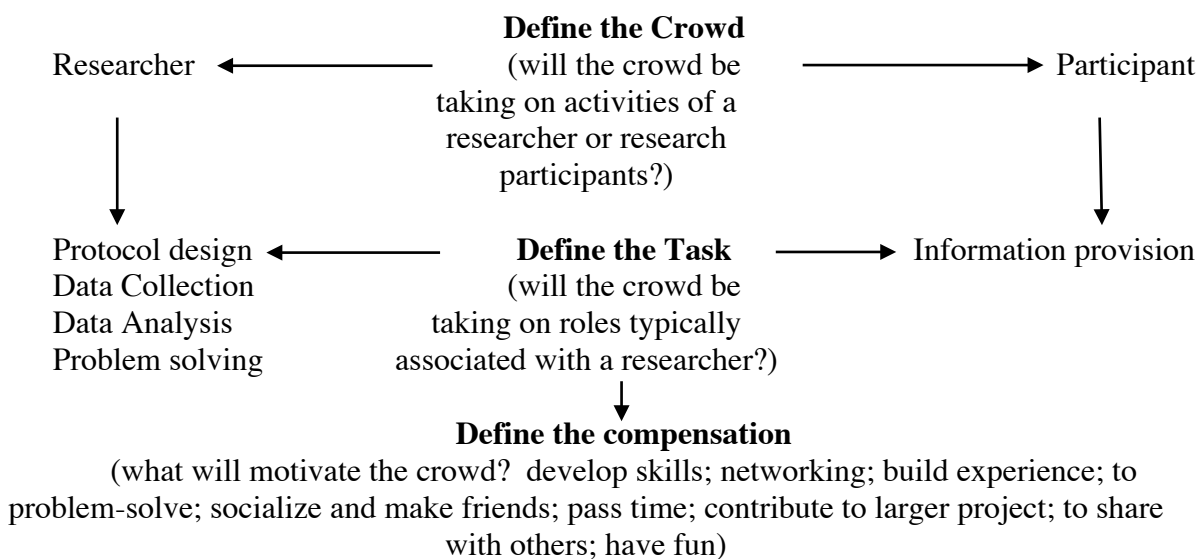 Define the Crowd
Researcher (will the crowd be Participant
taking on activities of a
researcher or research
participants?)
Protocol design Define the Task Information provision
Data Collection (will the crowd be
Data Analysis taking on roles typically
Problem solving associated with a researcher?)
Define the compensation
(what will motivate the crowd? develop skills; networking; build experience; to
problem-solve; socialize and make friends; pass time; contribute to larger project; to share
with others; have fun)